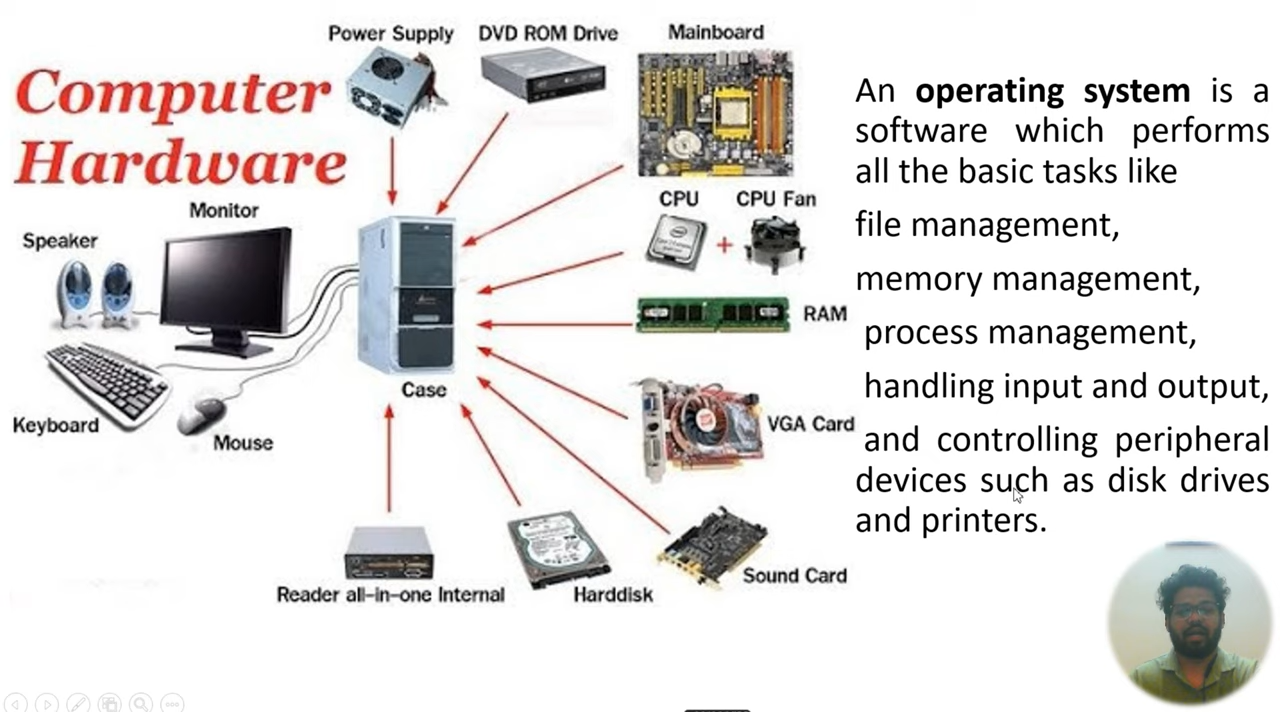 Power Supply
DVD ROM Drive
Mainboard
Computer
Hardware
Monitor
Speaker
CPU
CPU Fan
+
RAM
Case
Keyboard
Mouse
VGA Card
Reader all-in-one Internal
Harddisk
Sound Card
An operating system is a
software which performs
all the basic tasks like
file management,
memory management,
process management,
handling input and output,
and controlling peripheral
devices such as disk drives
and printers.